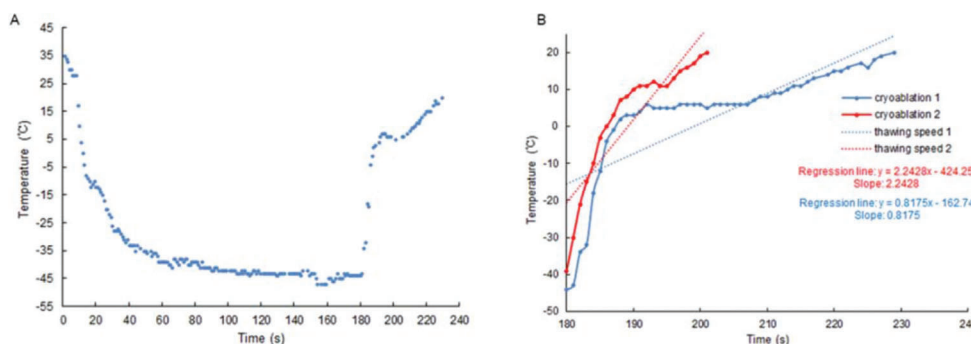 A
45
35
25
15
5
-5
-15
-25
-35
-45
-55
Temperature (℃)
0 20 40 60 80 100 120 140 160 180 200 220 240
Time (s)
B
30
20
10
0
-10
-20
-30
-40
-50
Temperature (℃)
180 190 200 210 220 230
Time (s)
cryoablation 1
cryoablation 2
thawing speed 1
thawing speed 2
Regression line: y = 2.2428x - 424.25
Slope: 2.2428
Regression line: y = 0.8175x - 162.74
Slope: 0.8175